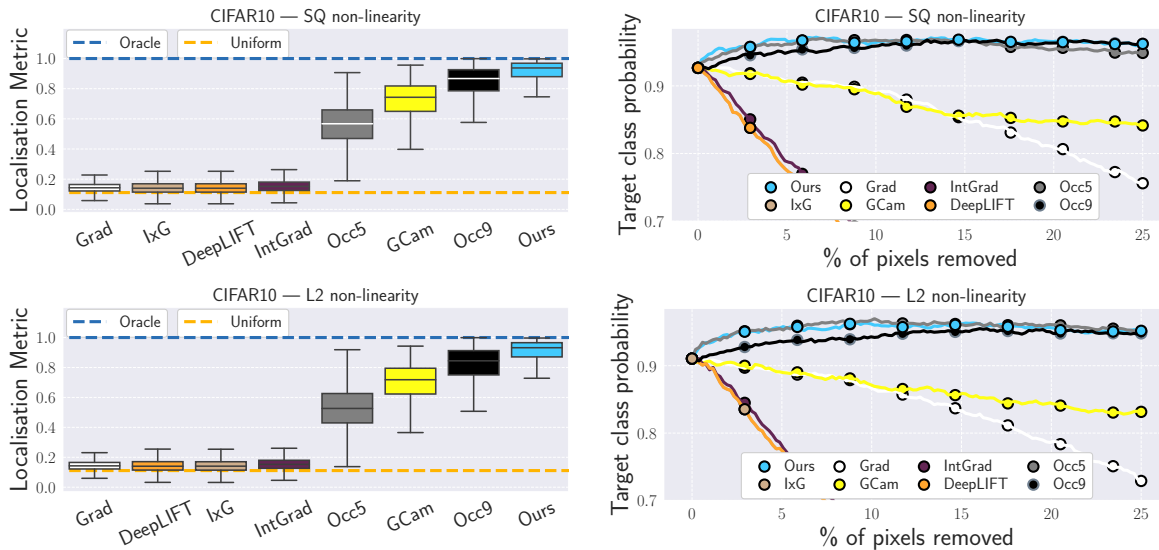 CIFAR10 — SQ non-linearity
Oracle Uniform
Localisation Metric
1.0
0.8
0.6
0.4
0.2
0.0
Grad IxG DeepLIFT IntGrad Occ5 GCam Occ9 Ours
CIFAR10 — SQ non-linearity
Target class probability
0.9
0.8
0.7
Ours Grad IntGrad Occ5
IxG GCam DeepLIFT Occ9
0 5 10 15 20 25
% of pixels removed
CIFAR10 — L2 non-linearity
Oracle Uniform
Localisation Metric
1.0
0.8
0.6
0.4
0.2
0.0
Grad DeepLIFT IxG IntGrad Occ5 GCam Occ9 Ours
CIFAR10 — L2 non-linearity
Target class probability
0.9
0.8
0.7
Ours Grad IntGrad Occ5
IxG GCam DeepLIFT Occ9
0 5 10 15 20 25
% of pixels removed